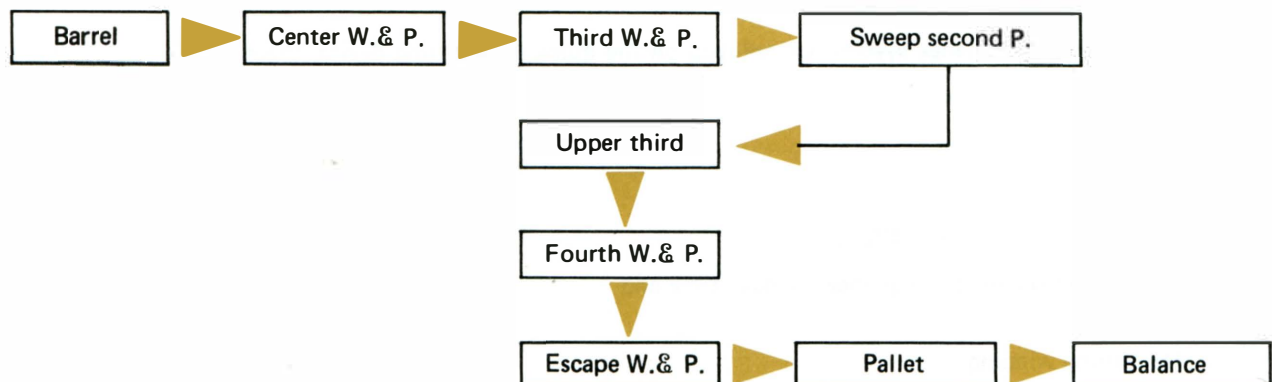 Barrel
Center W.& P.
Third W.& P.
Sweep second P.
Upper third
Fourth W.& P.
Escape W.& P.
Pallet
Balance